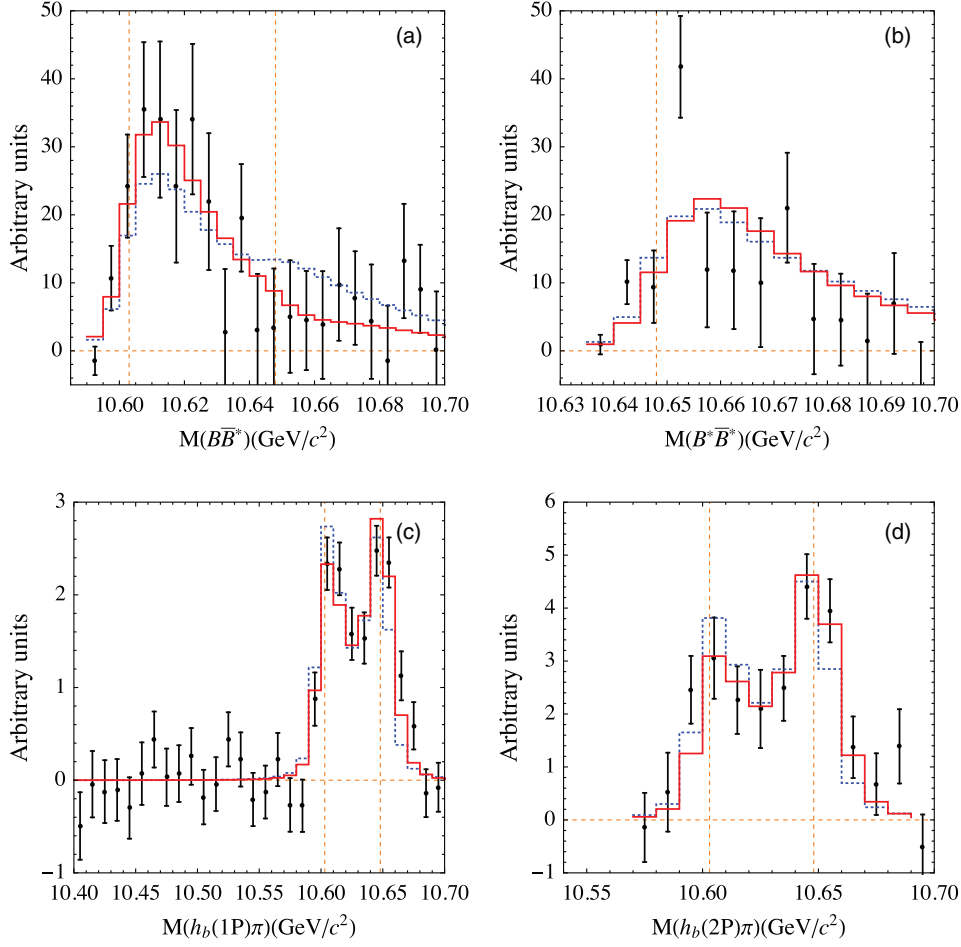 50
40
30
20
10
0
Arbitrary units
(a)
10.60 10.62 10.64 10.66 10.68 10.70
M(BB̅*)(GeV/c²)
50
40
30
20
10
0
Arbitrary units
(b)
10.63 10.64 10.65 10.66 10.67 10.68 10.69 10.70
M(B*B̅*)(GeV/c²)
3
2
1
0
−1
Arbitrary units
(c)
10.40 10.45 10.50 10.55 10.60 10.65 10.70
M(h_b(1P)π)(GeV/c²)
6
5
4
3
2
1
0
−1
Arbitrary units
(d)
10.55 10.60 10.65 10.70
M(h_b(2P)π)(GeV/c²)